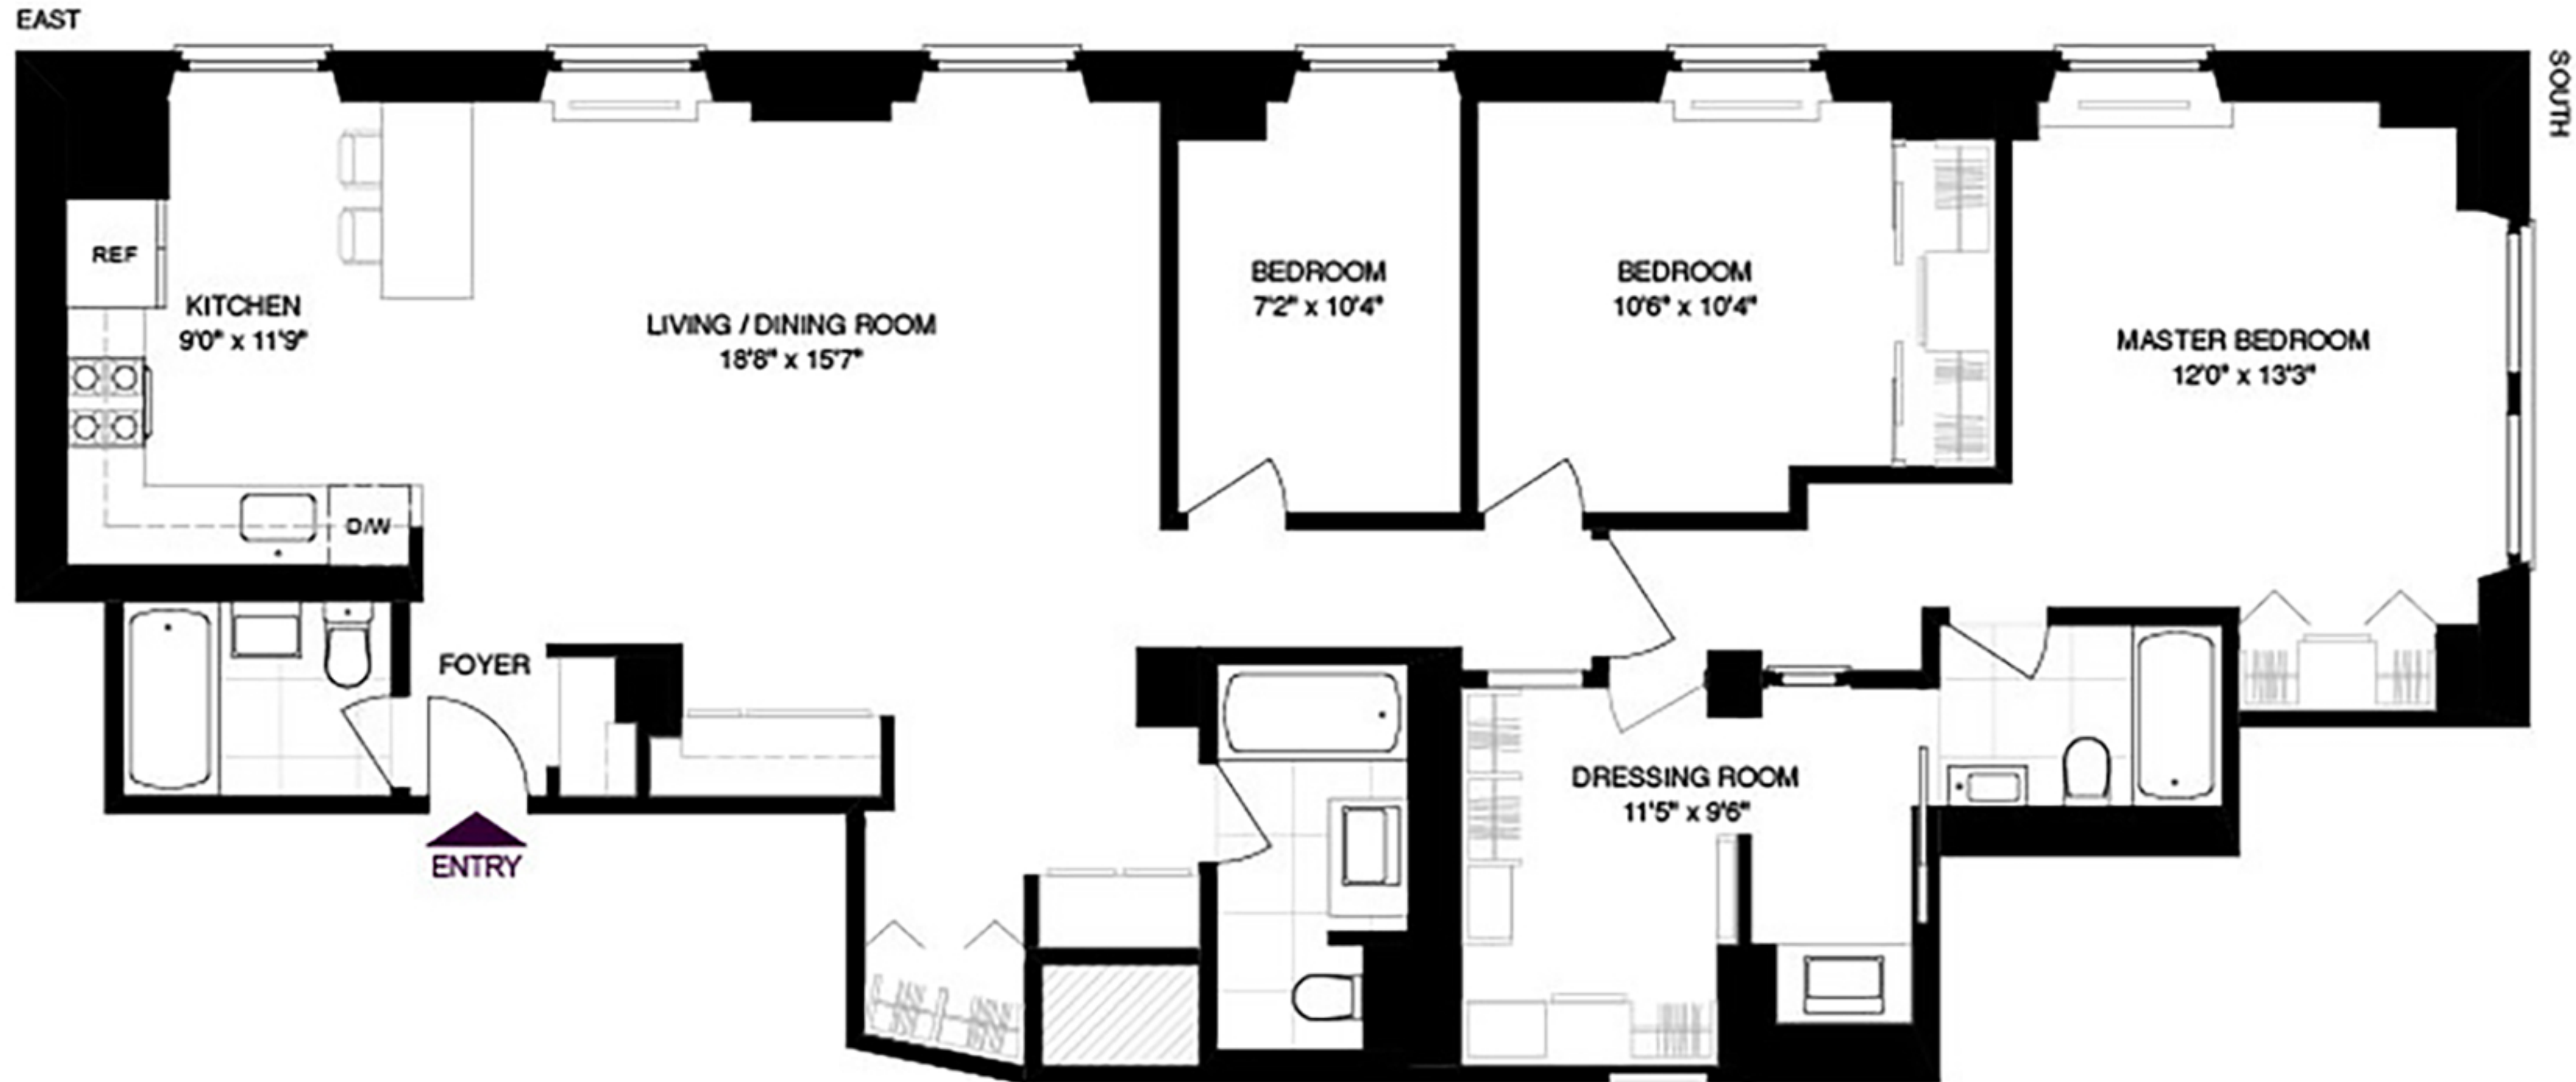 EAST
SOUTH
REF
KITCHEN
9'0" x 11'9"
LIVING / DINING ROOM
18'8" x 15'7"
BEDROOM
7'2" x 10'4"
BEDROOM
10'6" x 10'4"
MASTER BEDROOM
12'0" x 13'3"
D/W
FOYER
ENTRY
DRESSING ROOM
11'5" x 9'6"